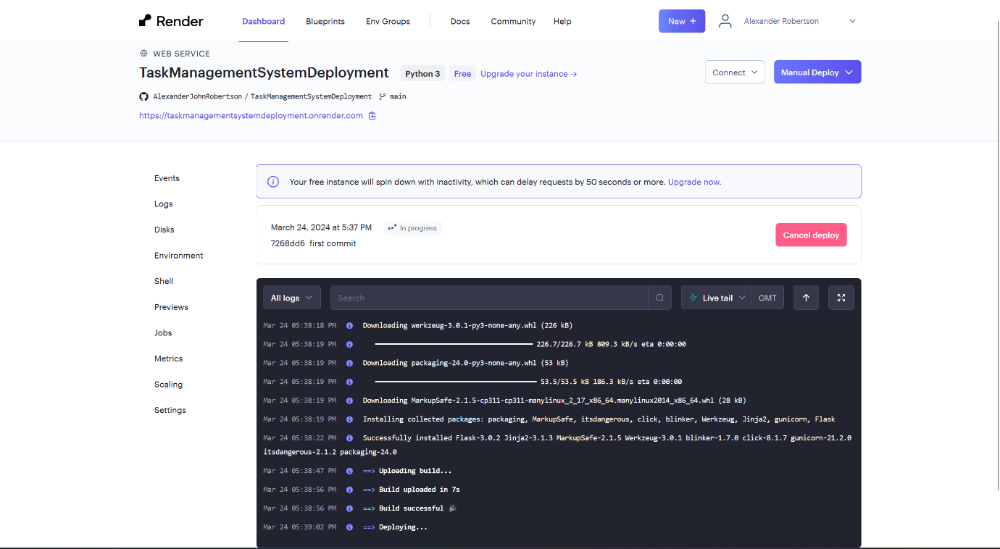 Render Dashboard Blueprints Env Groups Docs Community Help New + Alexander Robertson
WEB SERVICE
TaskManagementSystemDeployment Python 3 Free Upgrade your instance → Connect Manual Deploy
AlexanderJohnRobertson / TaskManagementSystemDeployment main
https://taskmanagementsystemdeployment.onrender.com
Events
Logs
Disks
Environment
Shell
Previews
Jobs
Metrics
Scaling
Settings
Your free instance will spin down with inactivity, which can delay requests by 50 seconds or more. Upgrade now.
March 24, 2024 at 5:37 PM In progress
7268dd6 first commit
Cancel deploy
All logs Search Live tail GMT
Mar 24 05:38:18 PM Downloading werkzeug-3.0.1-py3-none-any.whl (226 kB)
Mar 24 05:38:19 PM 226.7/226.7 kB 809.3 kB/s eta 0:00:00
Mar 24 05:38:19 PM Downloading packaging-24.0-py3-none-any.whl (53 kB)
Mar 24 05:38:19 PM 53.5/53.5 kB 186.3 kB/s eta 0:00:00
Mar 24 05:38:19 PM Downloading MarkupSafe-2.1.5-cp311-cp311-manylinux_2_17_x86_64.manylinux2014_x86_64.whl (28 kB)
Mar 24 05:38:19 PM Installing collected packages: packaging, MarkupSafe, itsdangerous, click, blinker, Werkzeug, Jinja2, gunicorn, Flask
Mar 24 05:38:22 PM Successfully installed Flask-3.0.2 Jinja2-3.1.3 MarkupSafe-2.1.5 Werkzeug-3.0.1 blinker-1.7.0 click-8.1.7 gunicorn-21.2.0
itsdangerous-2.1.2 packaging-24.0
Mar 24 05:38:47 PM ==> Uploading build...
Mar 24 05:38:56 PM ==> Build uploaded in 7s
Mar 24 05:38:56 PM ==> Build successful 🎉
Mar 24 05:39:02 PM ==> Deploying...